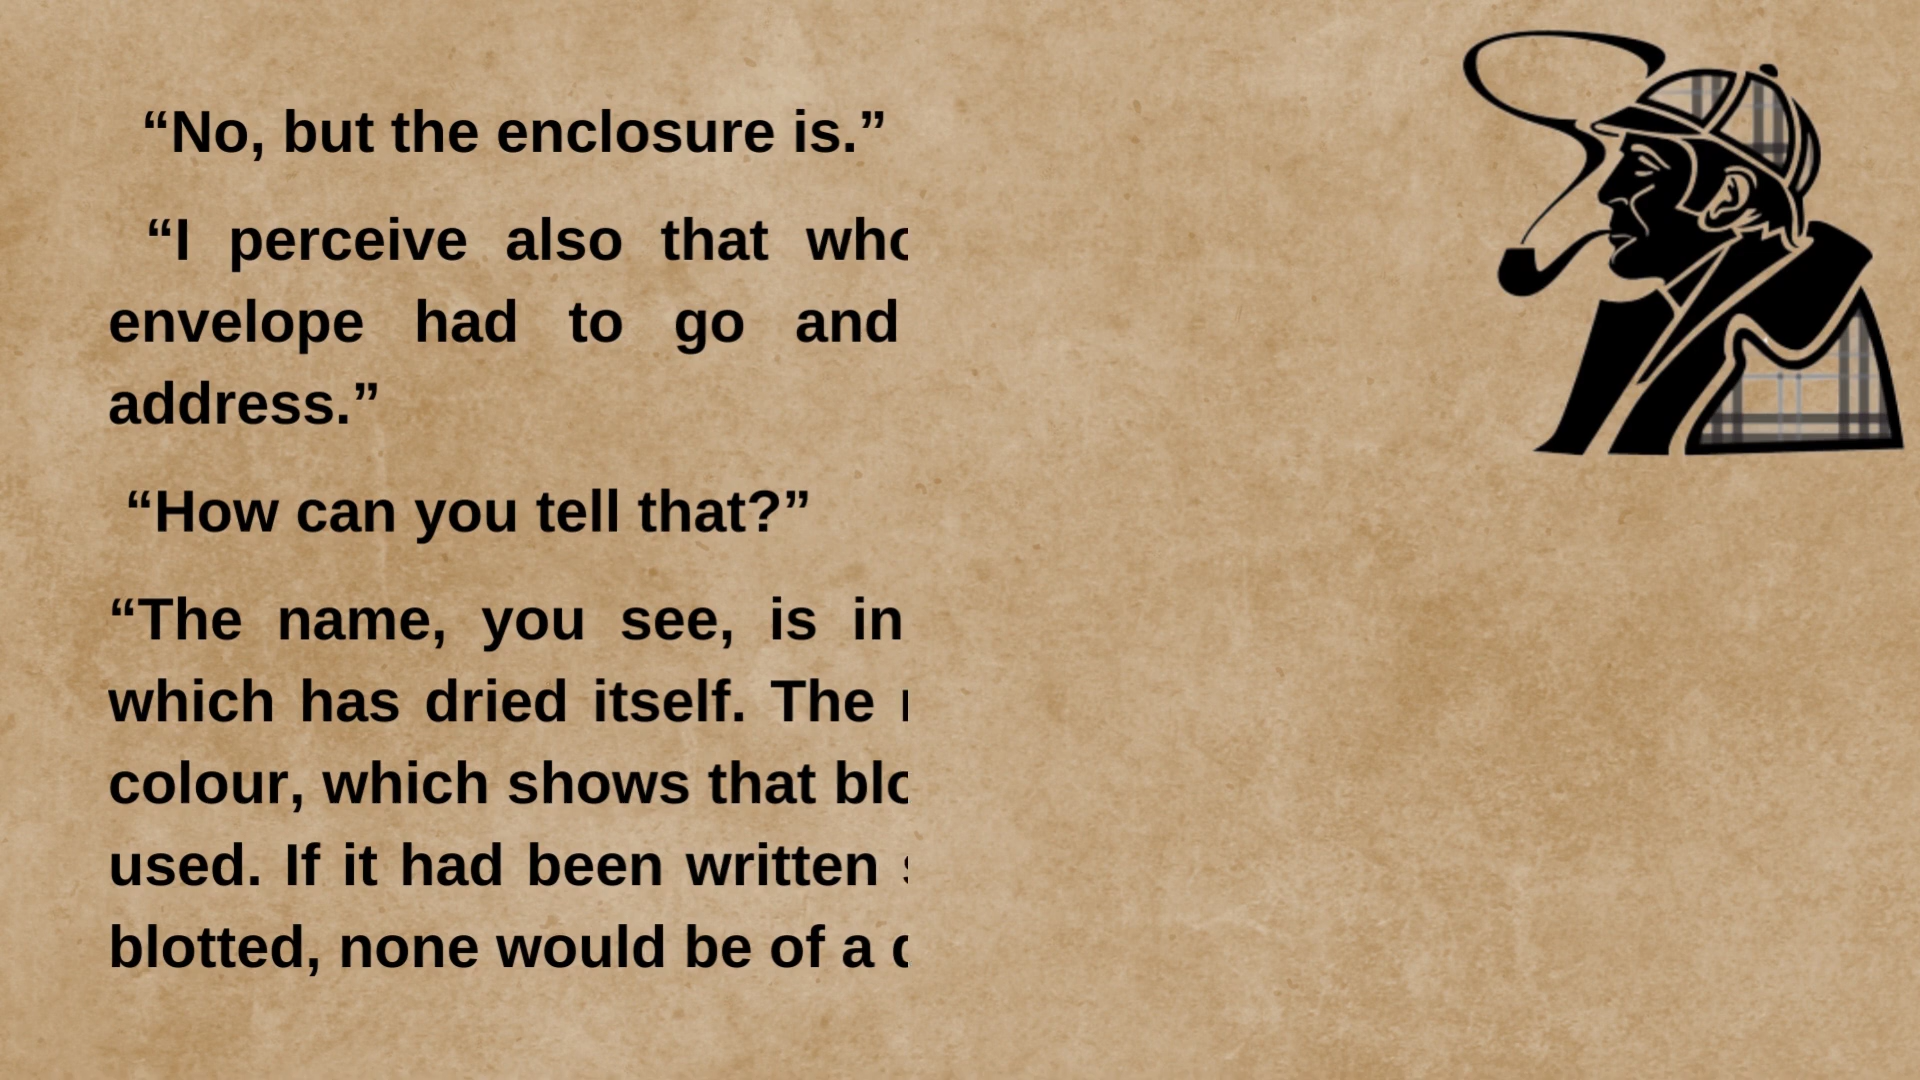 “No, but the enclosure is.”
“I perceive also that
envelope had to go and
address.”
“How can you tell that?”
“The name, you see, is in
which has dried itself. The
colour, which shows that
used. If it had been written
blotted, none would be of a